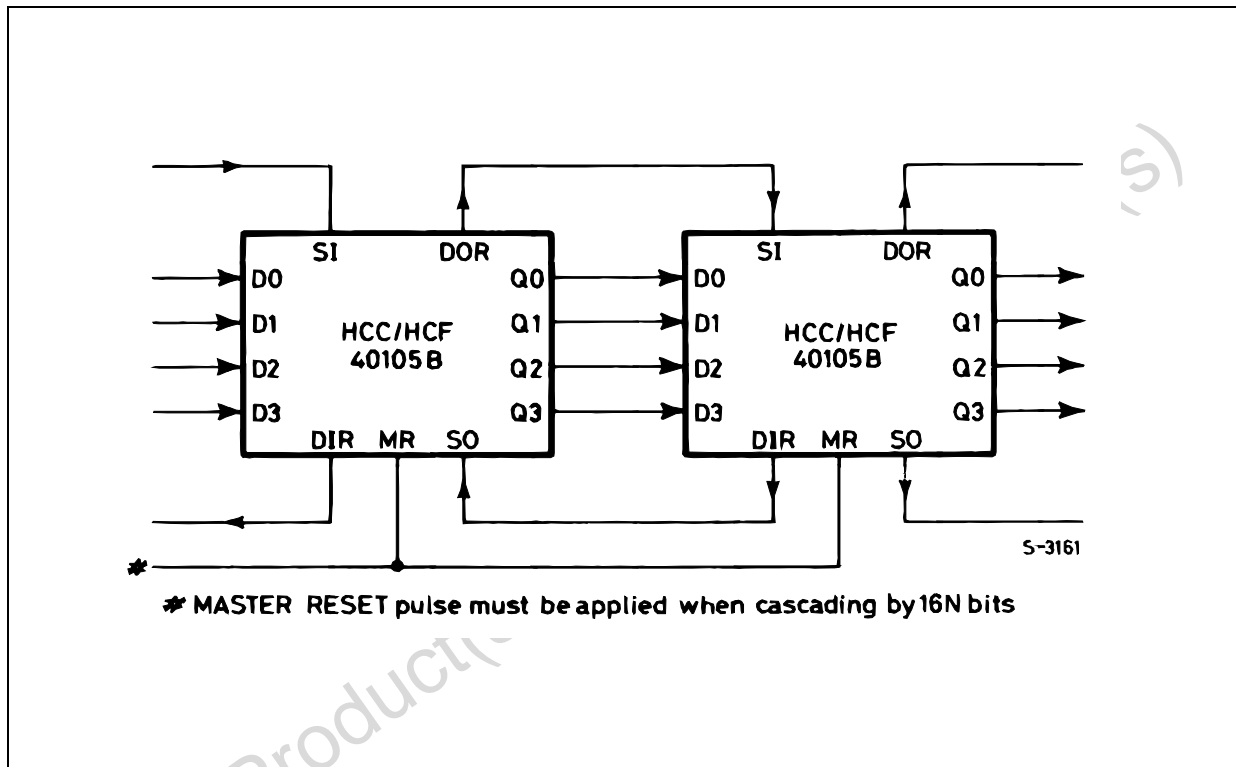 SI DOR SI DOR
D0 Q0 D0 Q0
D1 Q1 D1 Q1
HCC/HCF HCC/HCF
40105B 40105B
D2 Q2 D2 Q2
D3 Q3 D3 Q3
DIR MR SO DIR MR SO
S-3161
*
* MASTER RESET pulse must be applied when cascading by 16N bits
Product(
(s)